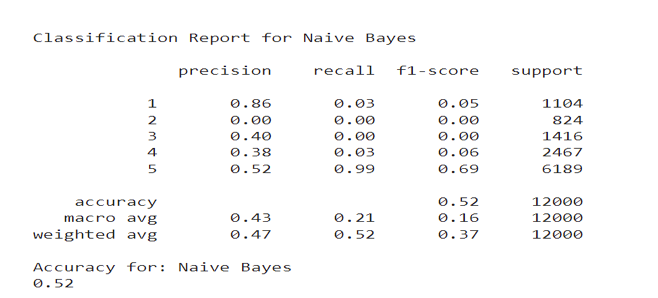 Classification Report for Naive Bayes
precision recall f1-score support
1 0.86 0.03 0.05 1104
2 0.00 0.00 0.00 824
3 0.40 0.00 0.00 1416
4 0.38 0.03 0.06 2467
5 0.52 0.99 0.69 6189
accuracy 0.52 12000
macro avg 0.43 0.21 0.16 12000
weighted avg 0.47 0.52 0.37 12000
Accuracy for: Naive Bayes
0.52